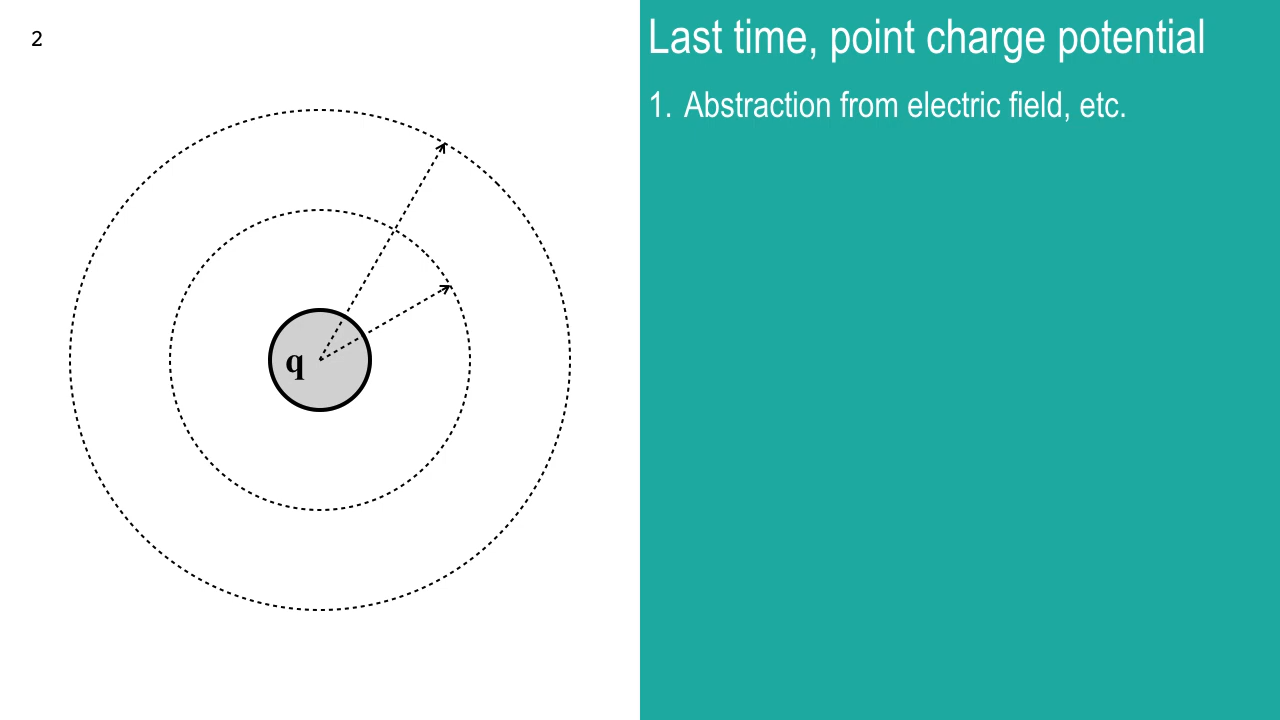 2
Last time, point charge potential
1. Abstraction from electric field, etc.
q